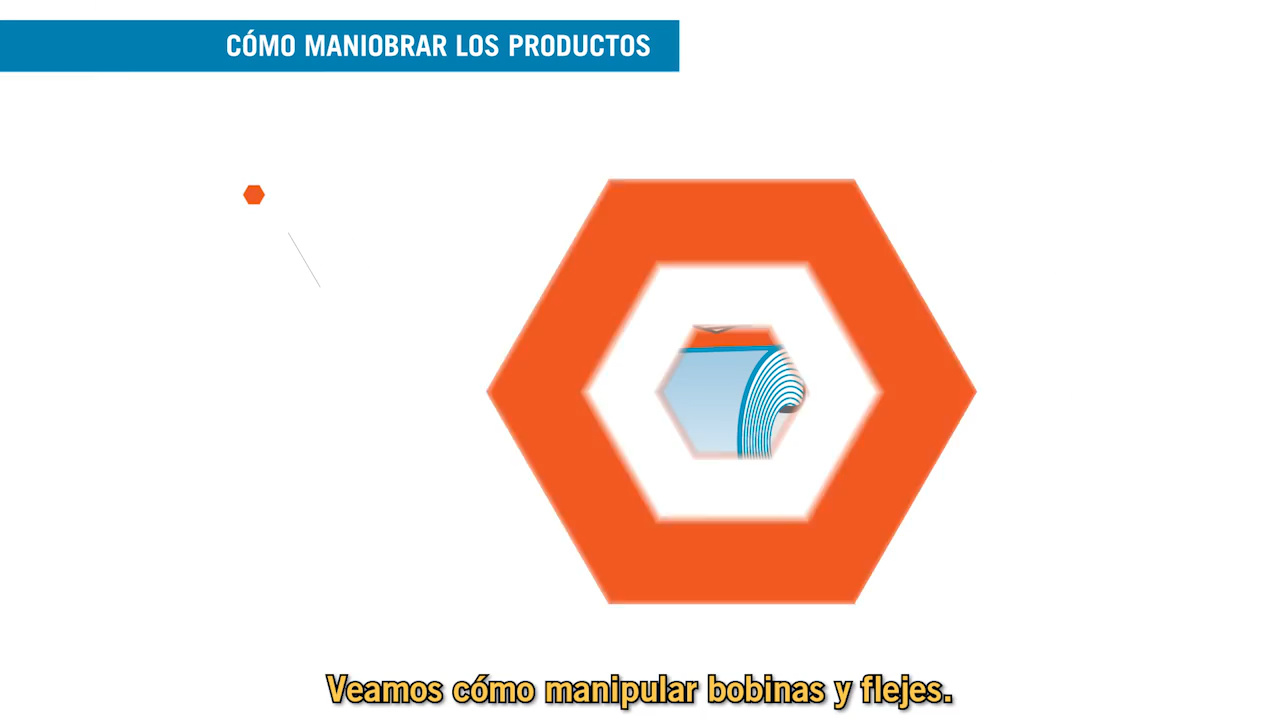 CÓMO MANIOBRAR LOS PRODUCTOS
Veamos cómo manipular bobinas y flejes.